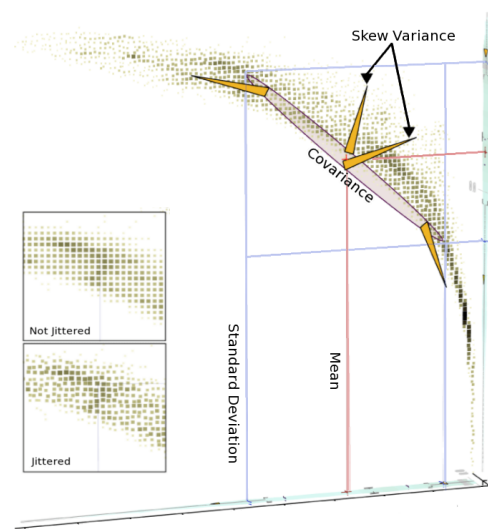 Skew Variance
Covariance
Not Jittered
Jittered
Standard Deviation
Mean